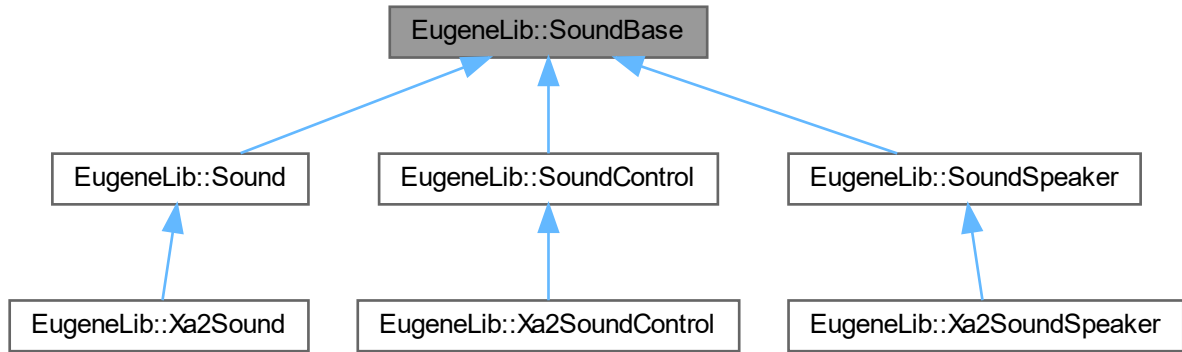 EugeneLib::SoundBase
EugeneLib::Sound
EugeneLib::SoundControl
EugeneLib::SoundSpeaker
EugeneLib::Xa2Sound
EugeneLib::Xa2SoundControl
EugeneLib::Xa2SoundSpeaker